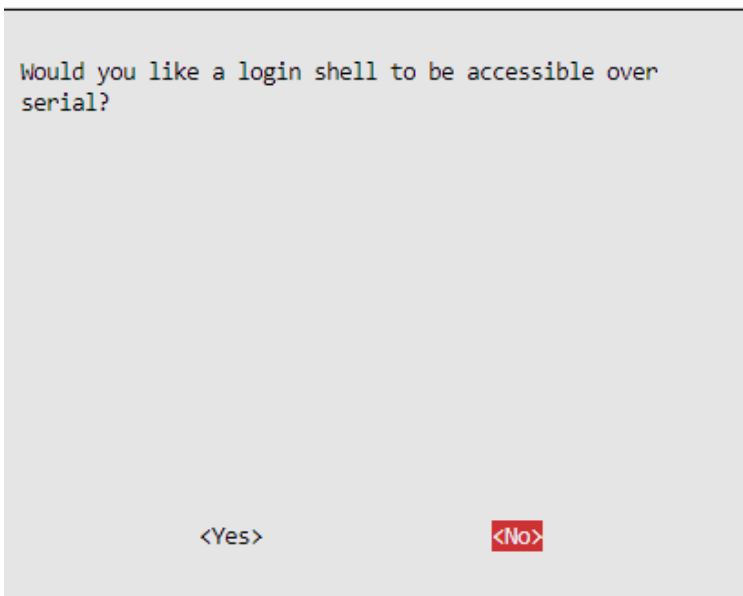 Would you like a login shell to be accessible over
serial?
<Yes> <No>